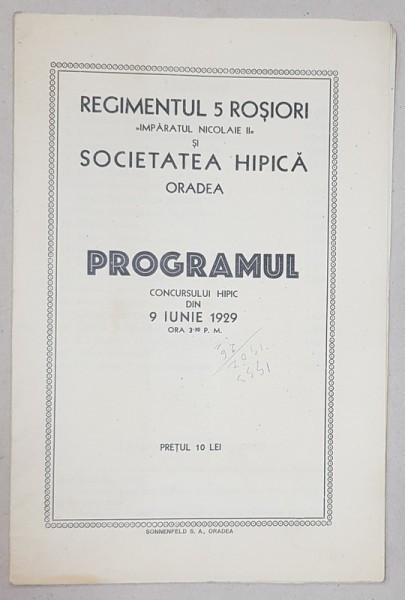 REGIMENTUL 5 ROȘIORI
»IMPĂRATUL NICOLAIE II«
ȘI
SOCIETATEA HIPICĂ
ORADEA
PROGRAMUL
CONCURSULUI HIPIC
DIN
9 IUNIE 1929
ORA 3·³⁰ P. M.
PREȚUL 10 LEI
SONNENFELD S. A., ORADEA